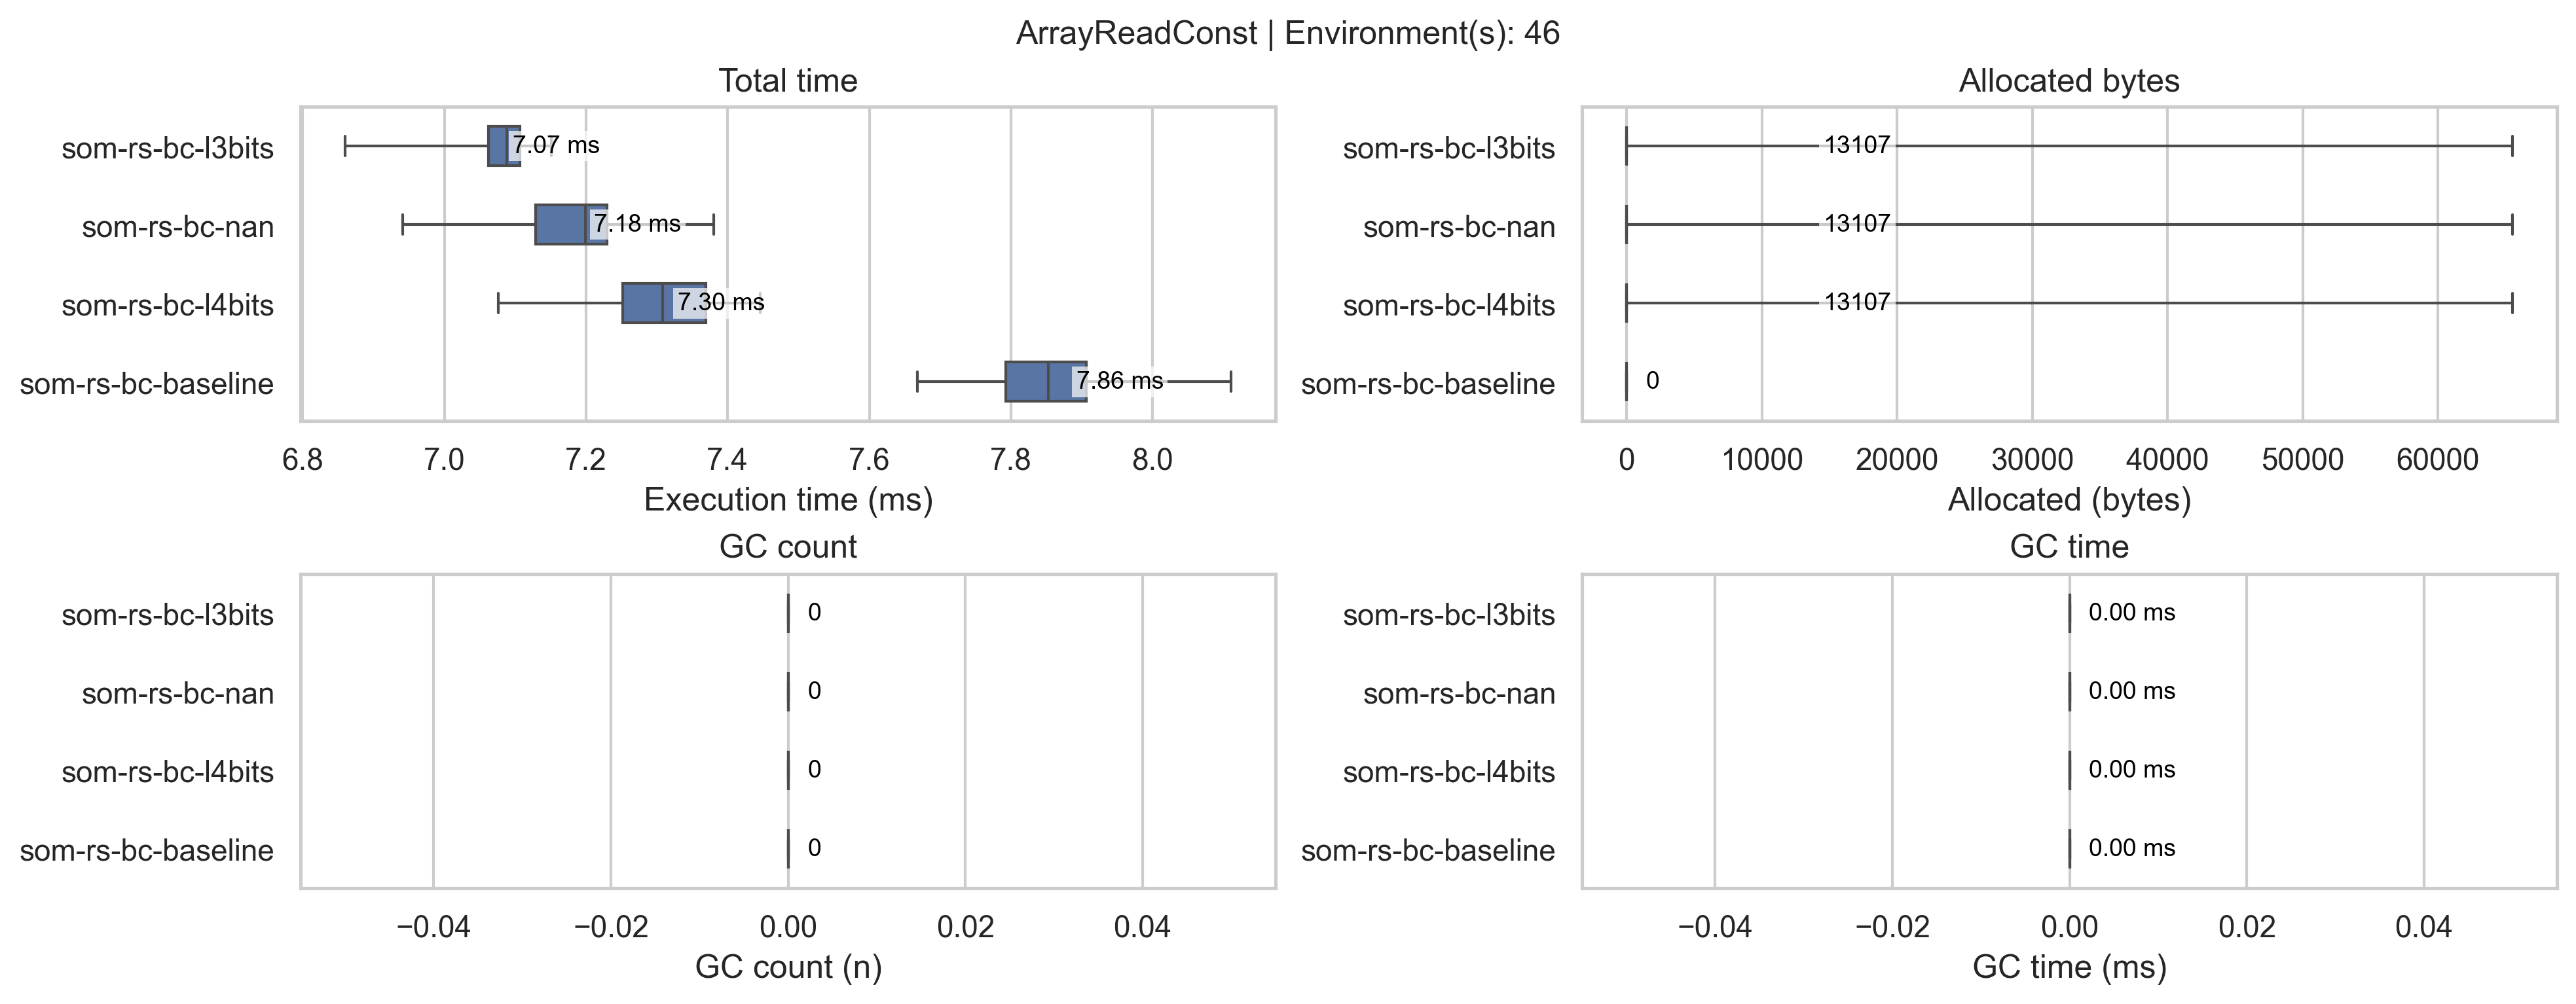 ArrayReadConst | Environment(s): 46
Total time
som-rs-bc-l3bits
7.07 ms
som-rs-bc-nan
7.18 ms
som-rs-bc-l4bits
7.30 ms
som-rs-bc-baseline
7.86 ms
6.8 7.0 7.2 7.4 7.6 7.8 8.0
Execution time (ms)
Allocated bytes
som-rs-bc-l3bits
13107
som-rs-bc-nan
13107
som-rs-bc-l4bits
13107
som-rs-bc-baseline
0
0 10000 20000 30000 40000 50000 60000
Allocated (bytes)
GC count
som-rs-bc-l3bits
0
som-rs-bc-nan
0
som-rs-bc-l4bits
0
som-rs-bc-baseline
0
−0.04 −0.02 0.00 0.02 0.04
GC count (n)
GC time
som-rs-bc-l3bits
0.00 ms
som-rs-bc-nan
0.00 ms
som-rs-bc-l4bits
0.00 ms
som-rs-bc-baseline
0.00 ms
−0.04 −0.02 0.00 0.02 0.04
GC time (ms)